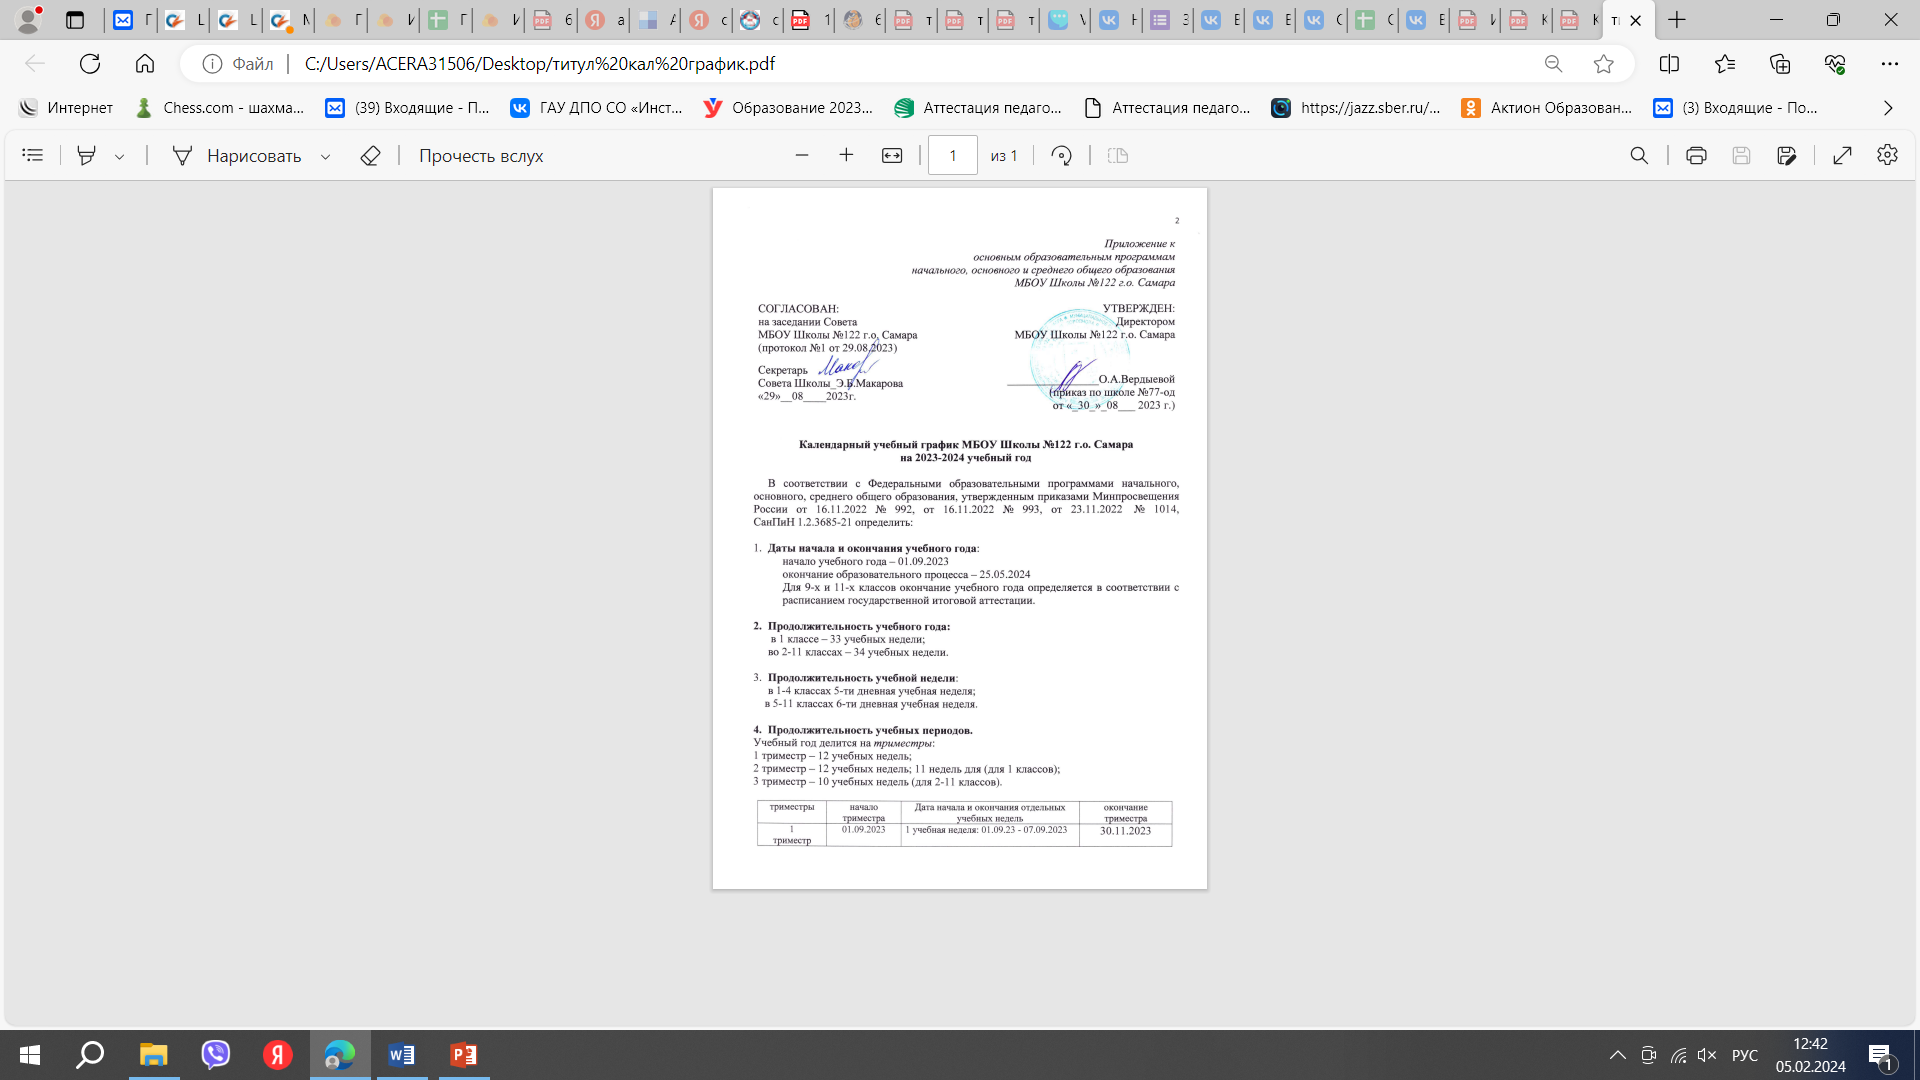 Файл
C:/Users/ACERA31506/Desktop/титул%20кал%20график.pdf
Интернет
Chess.com - шахма...
(39) Входящие - П...
ГАУ ДПО СО «Инст...
Образование 2023...
Аттестация педаго...
Аттестация педаго...
https://jazz.sber.ru/...
Актион Образован...
(3) Входящие - По...
Нарисовать
Прочесть вслух
1
из 1
2
Приложение к
основным образовательным программам
начального, основного и среднего общего образования
МБОУ Школы №122 г.о. Самара
СОГЛАСОВАН:
на заседании Совета
МБОУ Школы №122 г.о. Самара
(протокол №1 от 29.08.2023)
Секретарь
Совета Школы_Э.В.Макарова
«29»__08____2023г.
УТВЕРЖДЕН:
Директором
МБОУ Школы №122 г.о. Самара
________________О.А.Вердыевой
(приказ по школе №77-од
от «_30_»_08___ 2023 г.)
Календарный учебный график МБОУ Школы №122 г.о. Самара
на 2023-2024 учебный год
В соответствии с Федеральными образовательными программами начального,
основного, среднего общего образования, утвержденным приказами Минпросвещения
России от 16.11.2022 № 992, от 16.11.2022 № 993, от 23.11.2022 № 1014,
СанПиН 1.2.3685-21 определить:
1. Даты начала и окончания учебного года:
начало учебного года – 01.09.2023
окончание образовательного процесса – 25.05.2024
Для 9-х и 11-х классов окончание учебного года определяется в соответствии с
расписанием государственной итоговой аттестации.
2. Продолжительность учебного года:
в 1 классе – 33 учебных недели;
во 2-11 классах – 34 учебных недели.
3. Продолжительность учебной недели:
в 1-4 классах 5-ти дневная учебная неделя;
в 5-11 классах 6-ти дневная учебная неделя.
4. Продолжительность учебных периодов.
Учебный год делится на триместры:
1 триместр – 12 учебных недель;
2 триместр – 12 учебных недель; 11 недель для (для 1 классов);
3 триместр – 10 учебных недель (для 2-11 классов).
триместры
начало
триместра
Дата начала и окончания отдельных
учебных недель
окончание
триместра
1
триместр
01.09.2023
1 учебная неделя: 01.09.23 - 07.09.2023
30.11.2023
РУС
12:42
05.02.2024
1